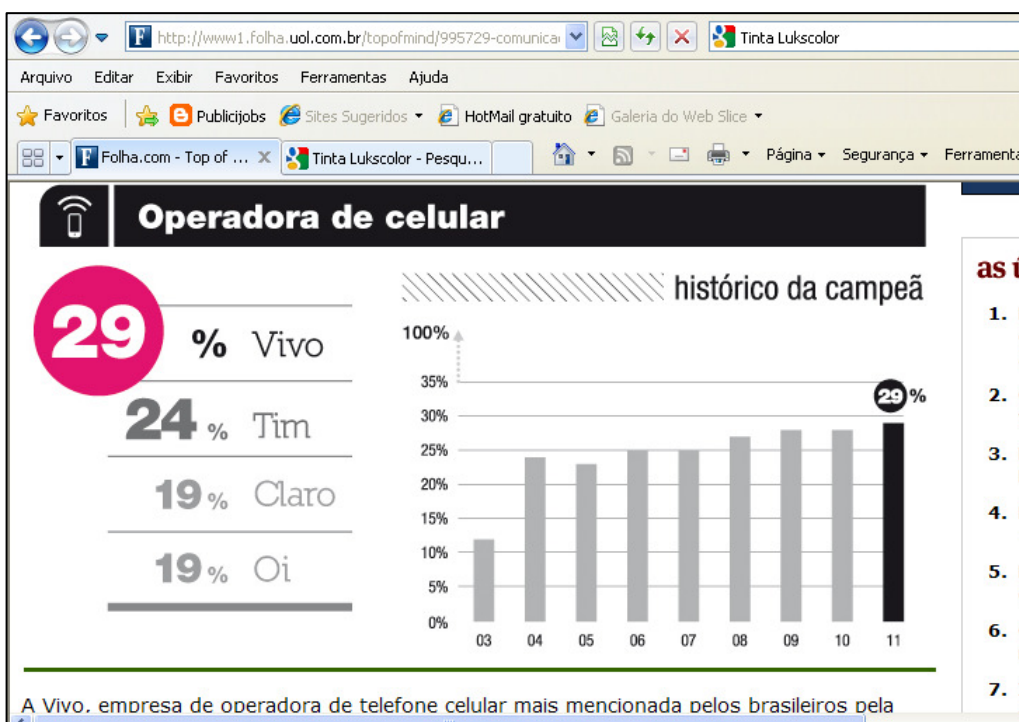 http://www1.folha.uol.com.br/topofmind/995729-comunica
Tinta Lukscolor
Arquivo Editar Exibir Favoritos Ferramentas Ajuda
Favoritos Publicijobs Sites Sugeridos HotMail gratuito Galeria do Web Slice
Folha.com - Top of ... Tinta Lukscolor - Pesqu... Página Segurança Ferramenta
Operadora de celular
29 % Vivo
24 % Tim
19 % Claro
19 % Oi
histórico da campeã
100%
35%
29 %
30%
25%
20%
15%
10%
5%
0%
03 04 05 06 07 08 09 10 11
A Vivo, empresa de operadora de telefone celular mais mencionada pelos brasileiros pela
as ú
1.
2.
3.
4.
5.
6.
7.